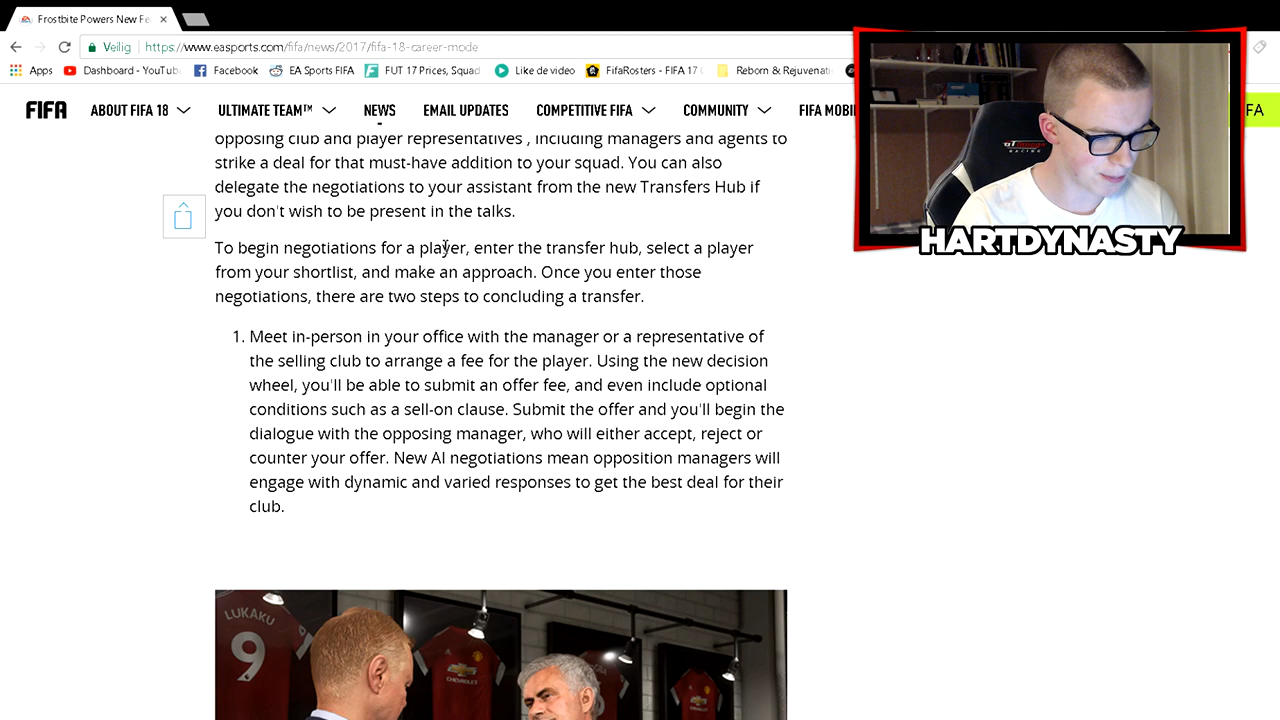 Frostbite Powers New Fe
Veilig
https://www.easports.com/fifa/news/2017/fifa-18-career-mode
Apps
Dashboard - YouTub
Facebook
EA Sports FIFA
FUT 17 Prices, Squad
Like de video
FifaRosters - FIFA 17
Reborn & Rejuvenati
FIFA
ABOUT FIFA 18
ULTIMATE TEAM™
NEWS
EMAIL UPDATES
COMPETITIVE FIFA
COMMUNITY
FIFA MOBI
FA
opposing club and player representatives , including managers and agents to
strike a deal for that must-have addition to your squad. You can also
delegate the negotiations to your assistant from the new Transfers Hub if
you don't wish to be present in the talks.
To begin negotiations for a player, enter the transfer hub, select a player
from your shortlist, and make an approach. Once you enter those
negotiations, there are two steps to concluding a transfer.
1. Meet in-person in your office with the manager or a representative of
the selling club to arrange a fee for the player. Using the new decision
wheel, you'll be able to submit an offer fee, and even include optional
conditions such as a sell-on clause. Submit the offer and you'll begin the
dialogue with the opposing manager, who will either accept, reject or
counter your offer. New AI negotiations mean opposition managers will
engage with dynamic and varied responses to get the best deal for their
club.
RACING
HARTDYNASTY
LUKAKU
9
CHEVROLET